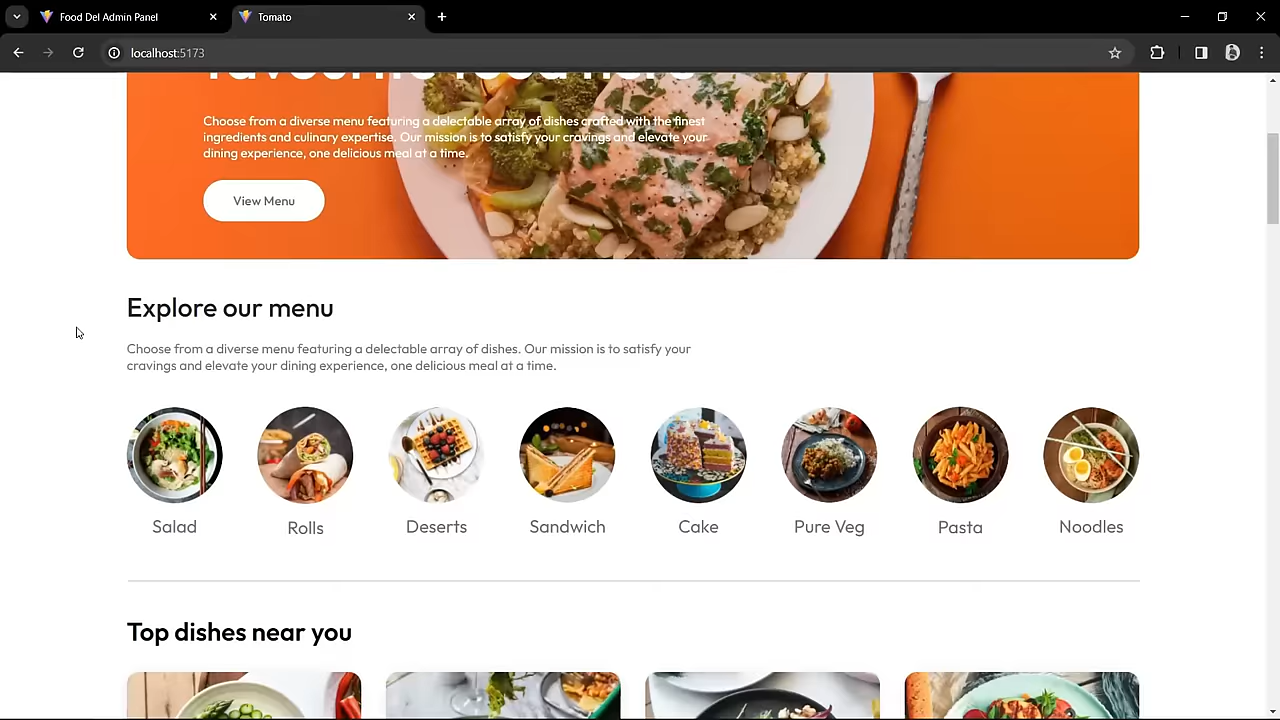 Food Del Admin Panel
Tomato
localhost:5173
favourite food here
Choose from a diverse menu featuring a delectable array of dishes crafted with the finest
ingredients and culinary expertise. Our mission is to satisfy your cravings and elevate your
dining experience, one delicious meal at a time.
View Menu
Explore our menu
Choose from a diverse menu featuring a delectable array of dishes. Our mission is to satisfy your
cravings and elevate your dining experience, one delicious meal at a time.
Salad
Rolls
Deserts
Sandwich
Cake
Pure Veg
Pasta
Noodles
Top dishes near you